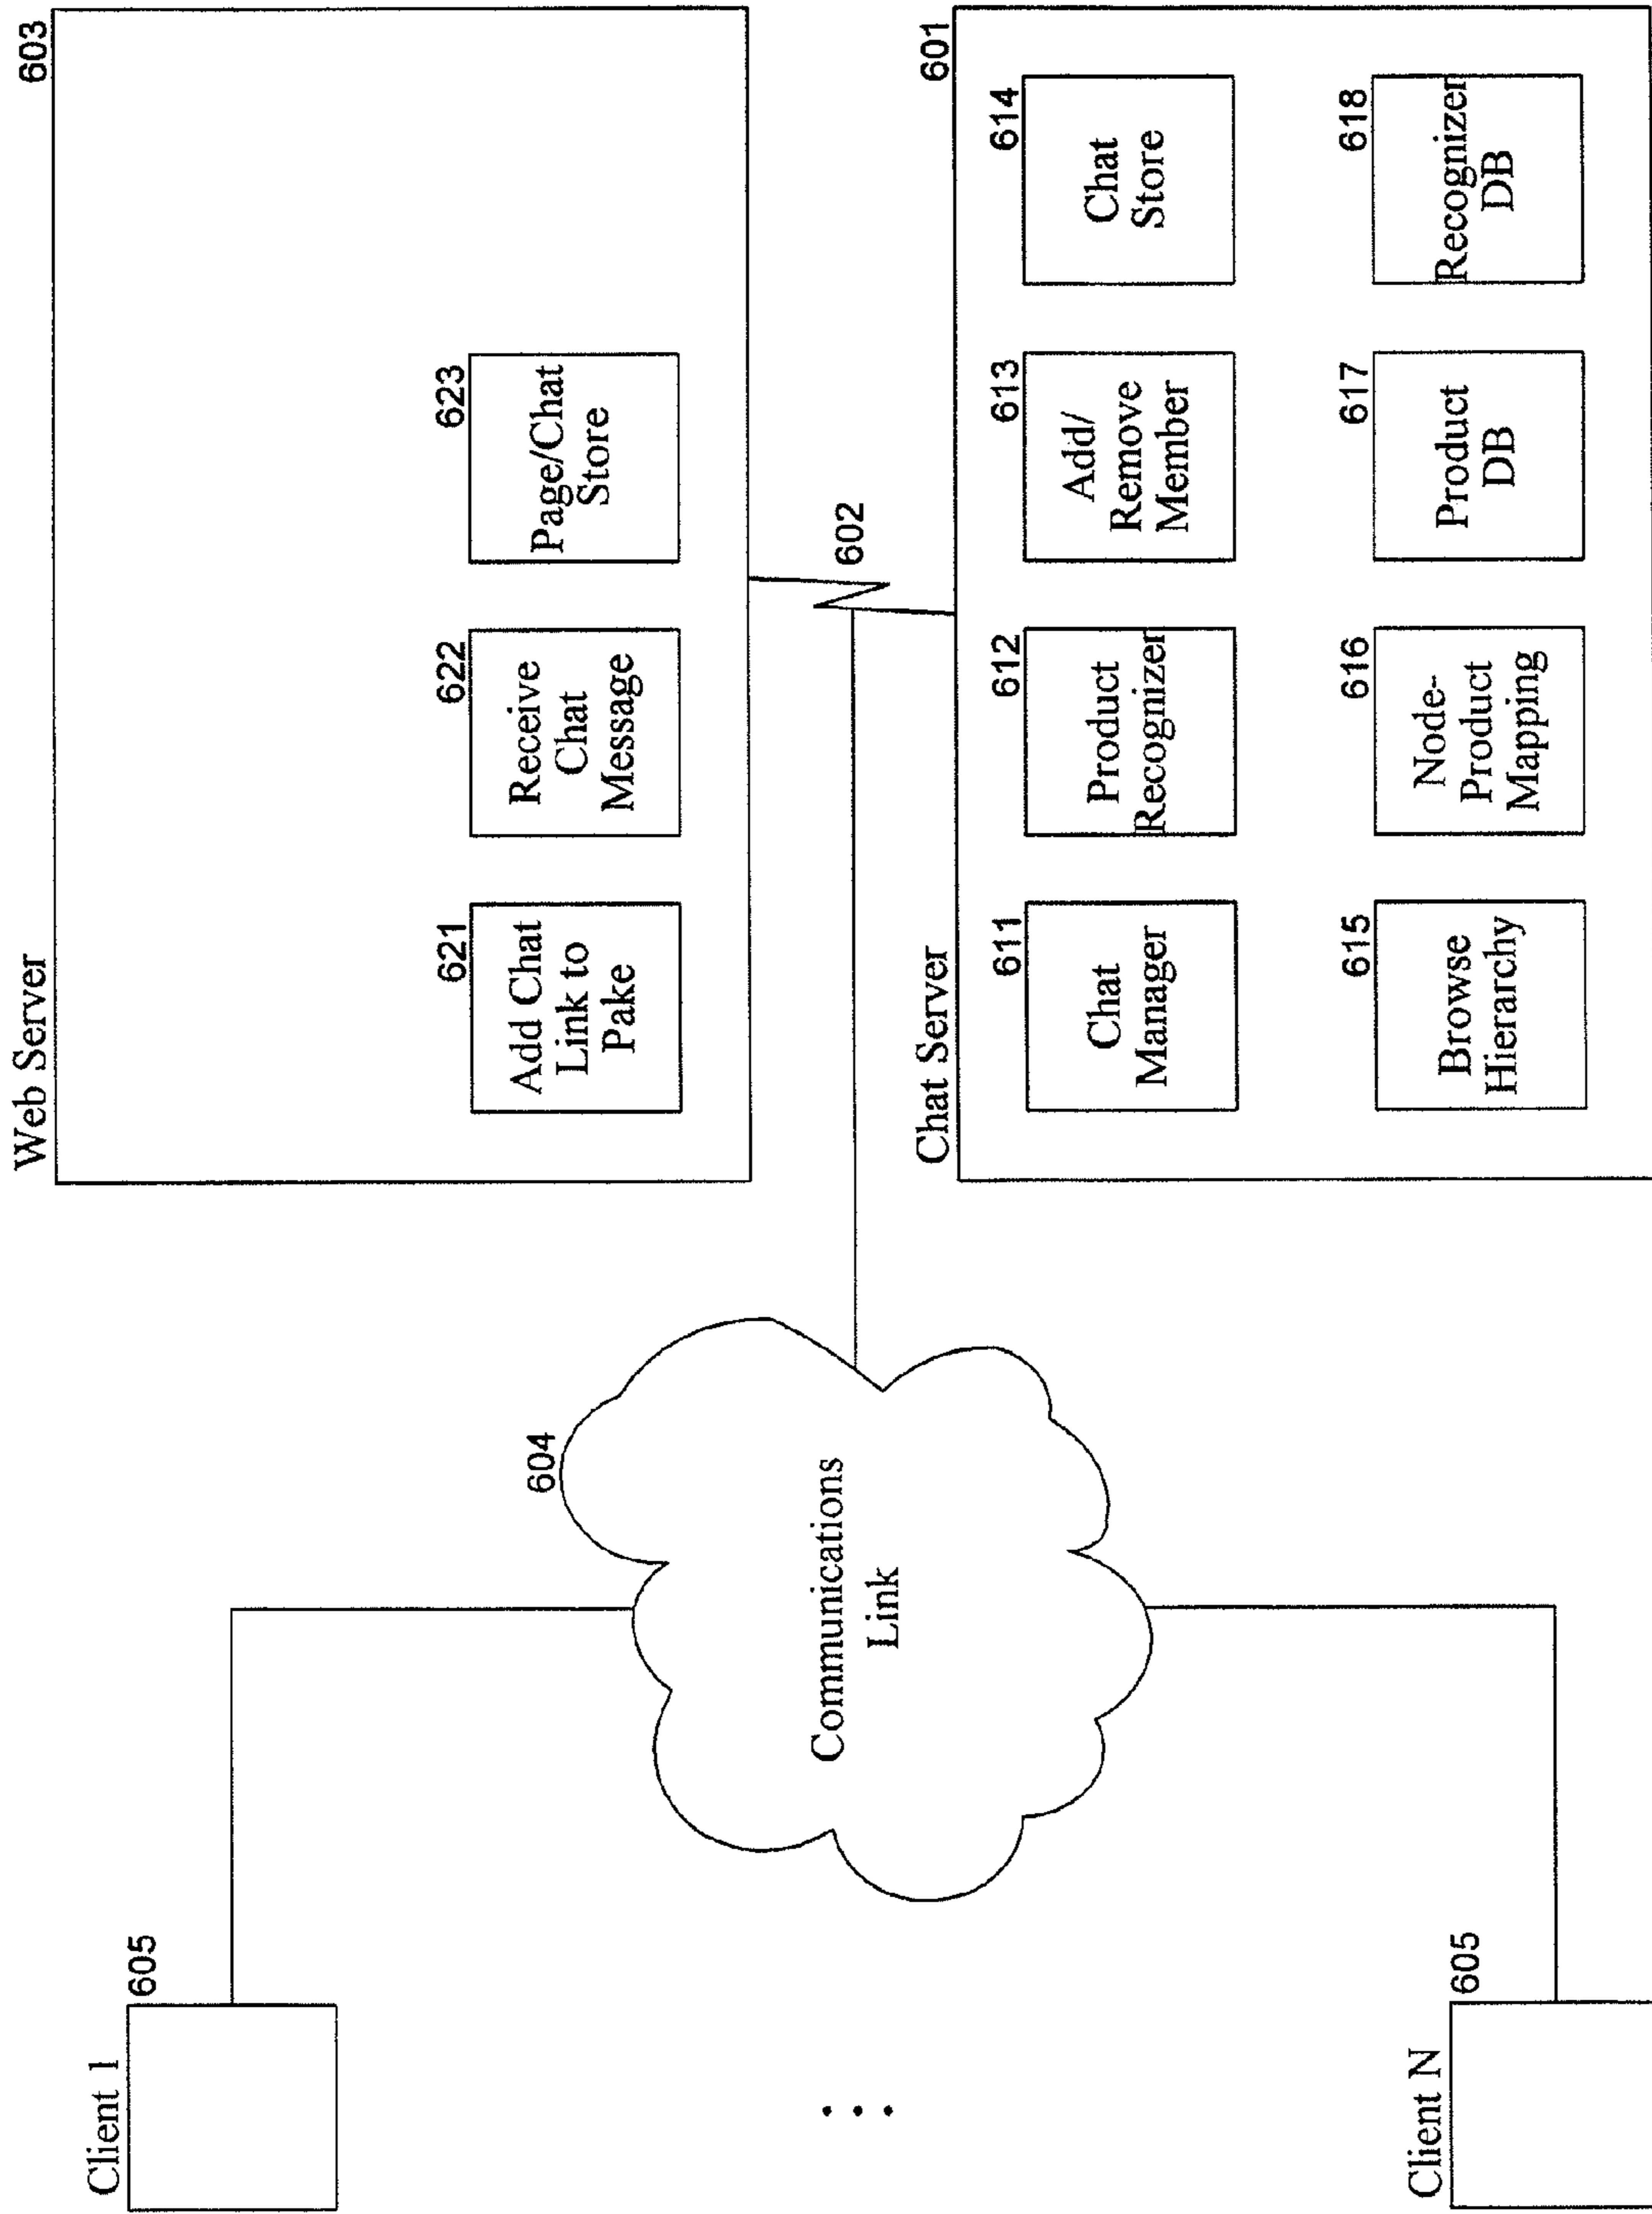 Client 1
605
Client N
605
604
Communications
Link
602
Web Server
603
621
Add Chat
Link to
Pake
622
Receive
Chat
Message
623
Page/Chat
Store
Chat Server
601
611
Chat
Manager
612
Product
Recognizer
613
Add/
Remove
Member
614
Chat
Store
615
Browse
Hierarchy
616
Node-
Product
Mapping
617
Product
DB
618
Recognizer
DB